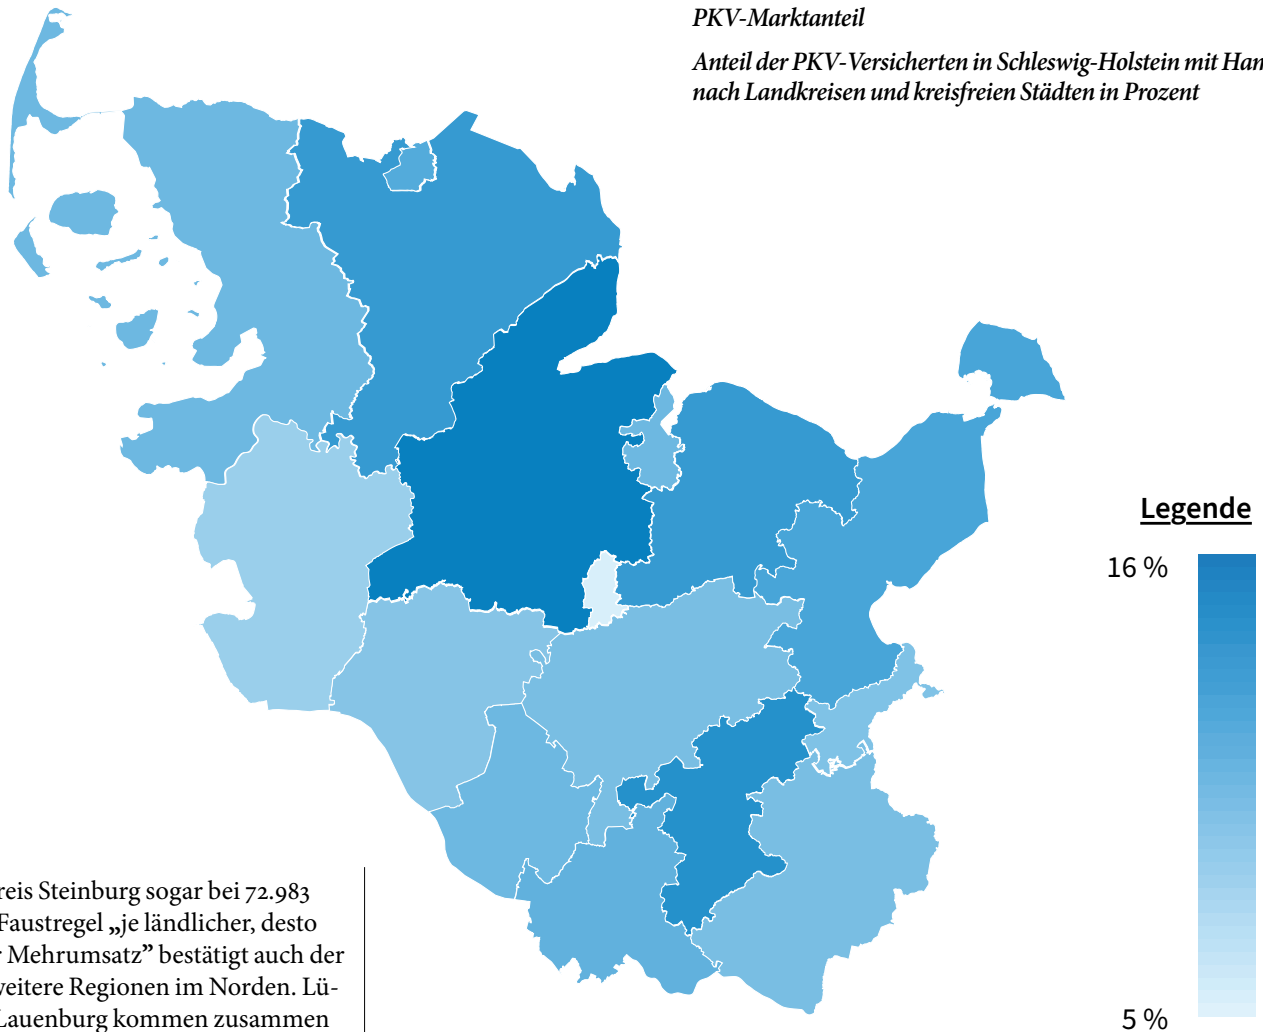 PKV-Marktanteil
Anteil der PKV-Versicherten in Schleswig-Holstein mit Ham
nach Landkreisen und kreisfreien Städten in Prozent
Legende
16 %
5 %
reis Steinburg sogar bei 72.983
Faustregel „je ländlicher, desto
r Mehrumsatz” bestätigt auch der
weitere Regionen im Norden. Lü-
Lauenburg kommen zusammen